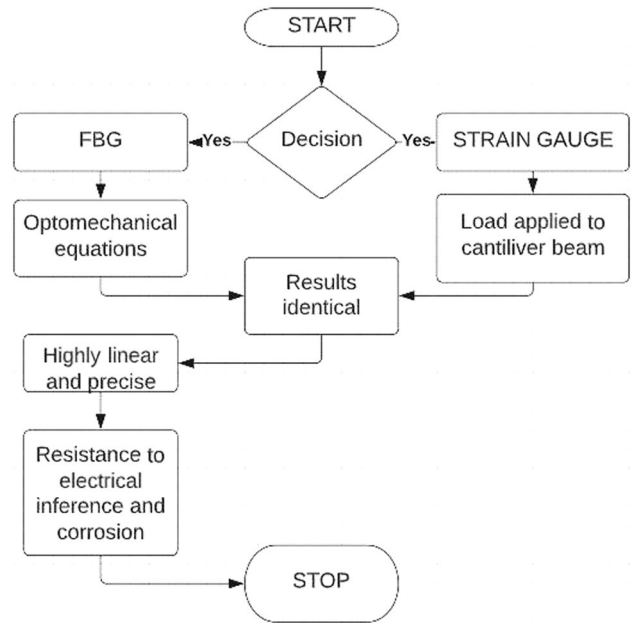 START
Decision
FBG
Yes
Yes
STRAIN GAUGE
Optomechanical
equations
Load applied to
cantiliver beam
Results
identical
Highly linear
and precise
Resistance to
electrical
inference and
corrosion
STOP